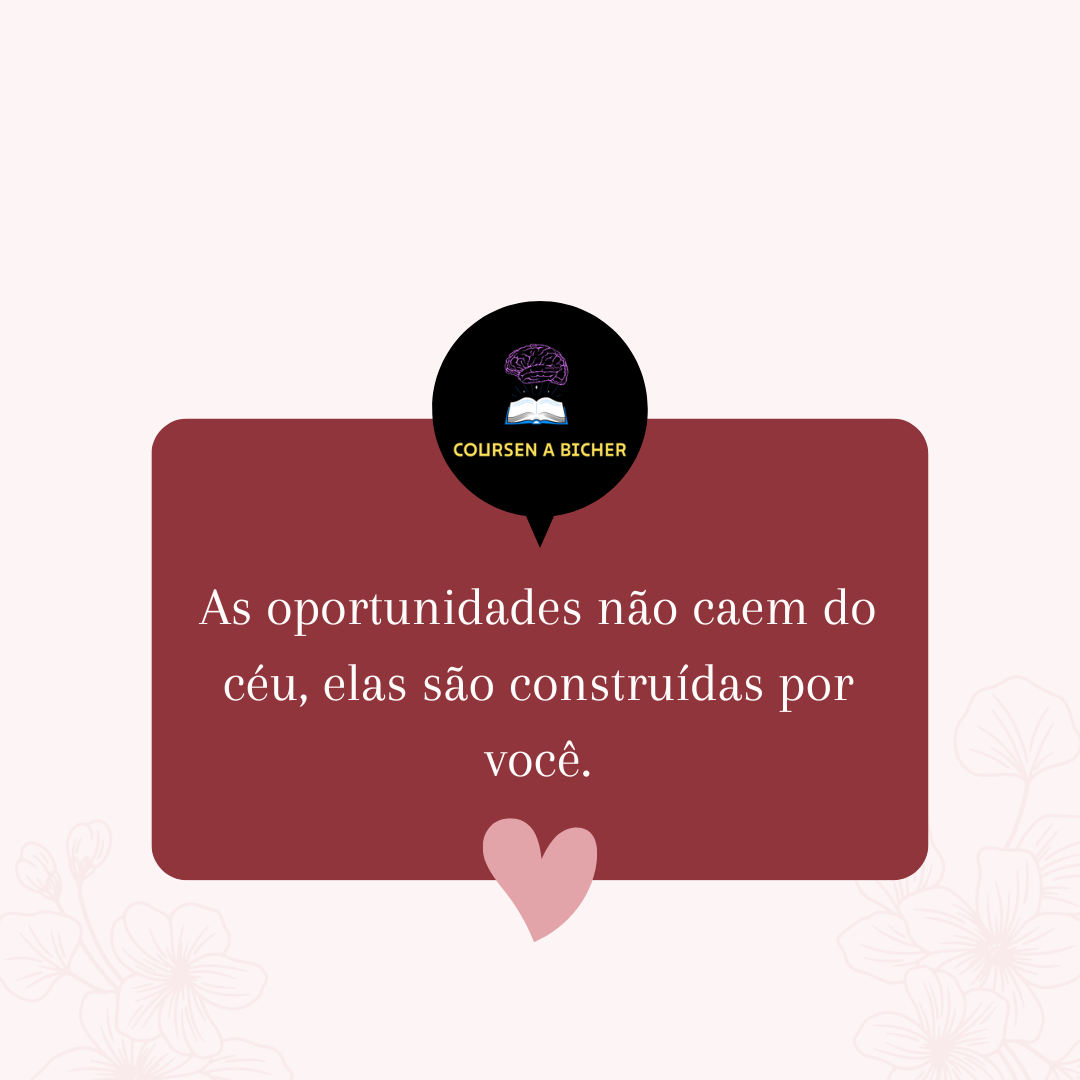 COURSEN A BICHER
As oportunidades não caem do
céu, elas são construídas por
você.